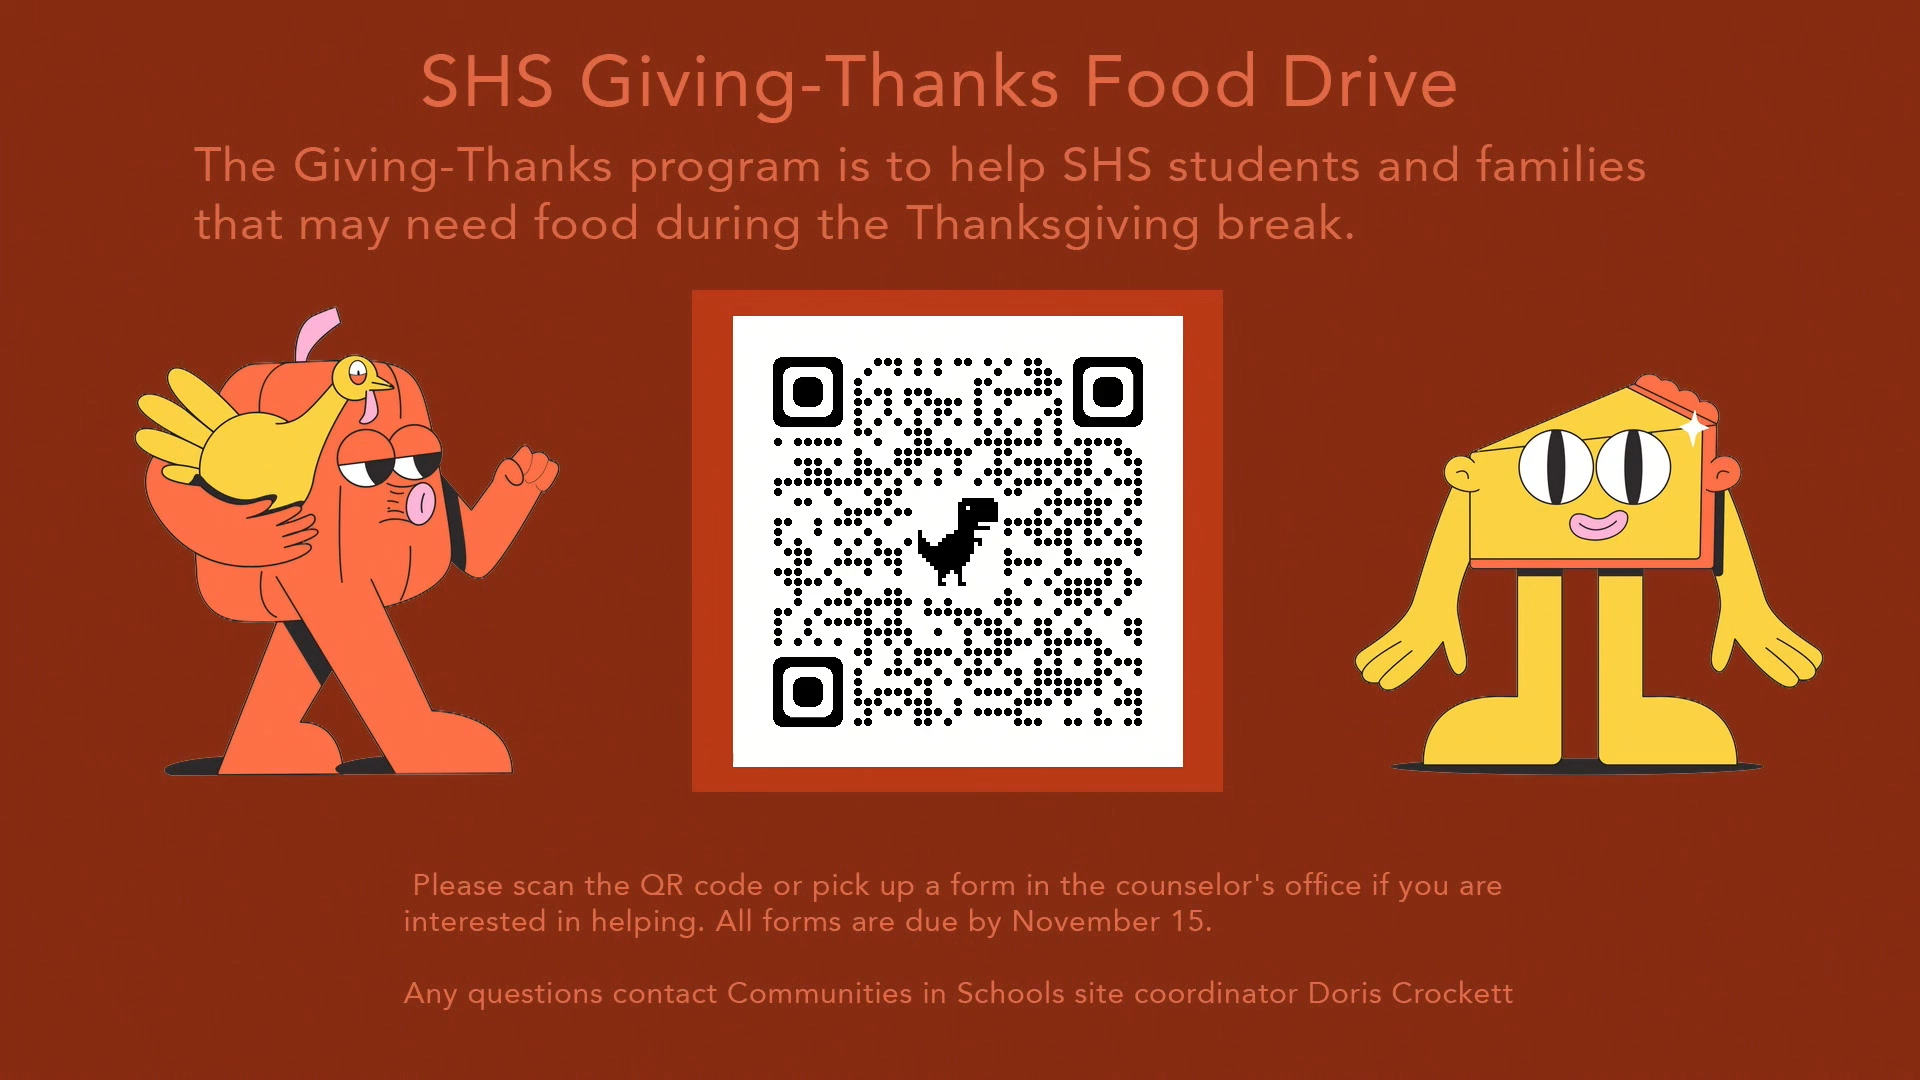 SHS Giving-Thanks Food Drive
The Giving-Thanks program is to help SHS students and families
that may need food during the Thanksgiving break.
Please scan the QR code or pick up a form in the counselor's office if you are
interested in helping. All forms are due by November 15.
Any questions contact Communities in Schools site coordinator Doris Crockett